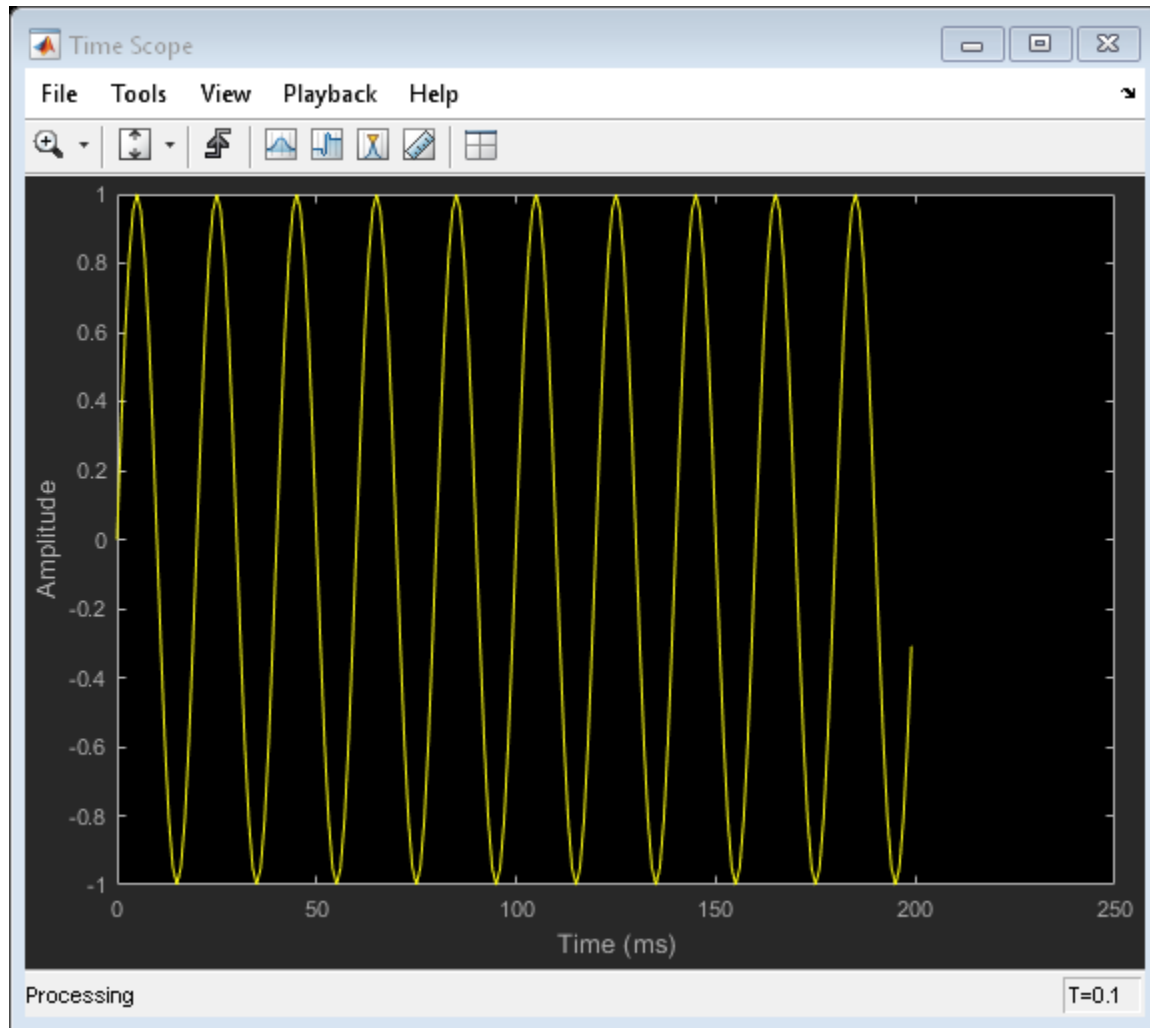 Time Scope
File Tools View Playback Help
1
0.8
0.6
0.4
0.2
0
-0.2
-0.4
-0.6
-0.8
-1
Amplitude
0 50 100 150 200 250
Time (ms)
Processing T=0.1